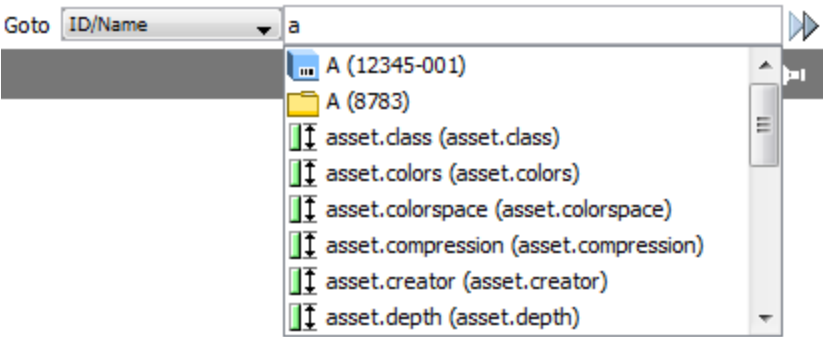 Goto ID/Name a
A (12345-001)
A (8783)
asset.class (asset.class)
asset.colors (asset.colors)
asset.colorspace (asset.colorspace)
asset.compression (asset.compression)
asset.creator (asset.creator)
asset.depth (asset.depth)